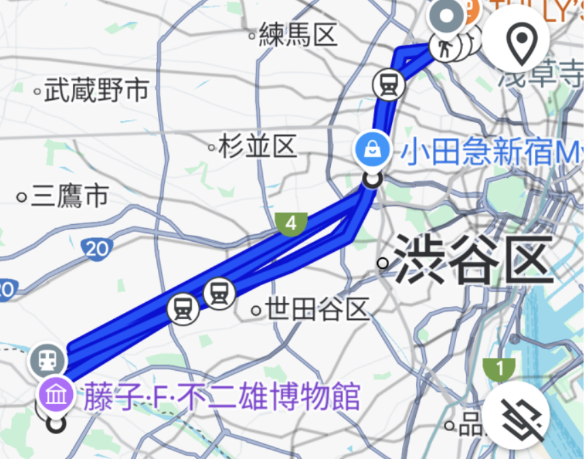 TULLY'S
練馬区
浅草寺
武蔵野市
杉並区
小田急新宿M
三鷹市
4
20
渋谷区
20
世田谷区
1
藤子·F·不二雄博物館
品